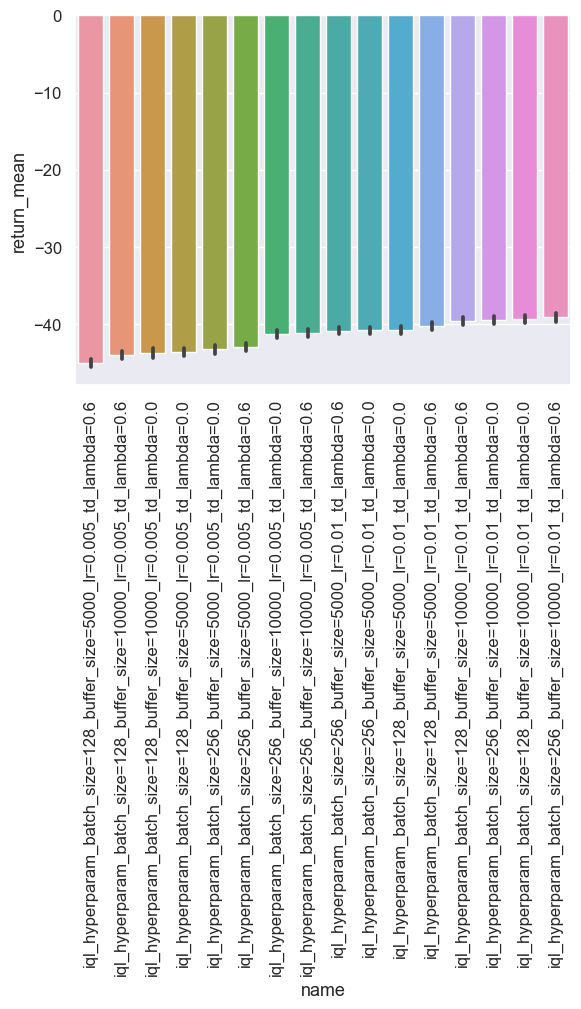 0
−10
−20
−30
−40
return_mean
iql_hyperparam_batch_size=128_buffer_size=5000_lr=0.005_td_lambda=0.6
iql_hyperparam_batch_size=128_buffer_size=10000_lr=0.005_td_lambda=0.6
iql_hyperparam_batch_size=128_buffer_size=10000_lr=0.005_td_lambda=0.0
iql_hyperparam_batch_size=128_buffer_size=5000_lr=0.005_td_lambda=0.0
iql_hyperparam_batch_size=256_buffer_size=5000_lr=0.005_td_lambda=0.0
iql_hyperparam_batch_size=256_buffer_size=5000_lr=0.005_td_lambda=0.6
iql_hyperparam_batch_size=256_buffer_size=10000_lr=0.005_td_lambda=0.0
iql_hyperparam_batch_size=256_buffer_size=10000_lr=0.005_td_lambda=0.6
iql_hyperparam_batch_size=256_buffer_size=5000_lr=0.01_td_lambda=0.6
iql_hyperparam_batch_size=256_buffer_size=5000_lr=0.01_td_lambda=0.0
iql_hyperparam_batch_size=128_buffer_size=5000_lr=0.01_td_lambda=0.0
iql_hyperparam_batch_size=128_buffer_size=5000_lr=0.01_td_lambda=0.6
iql_hyperparam_batch_size=128_buffer_size=10000_lr=0.01_td_lambda=0.6
iql_hyperparam_batch_size=256_buffer_size=10000_lr=0.01_td_lambda=0.0
iql_hyperparam_batch_size=128_buffer_size=10000_lr=0.01_td_lambda=0.0
iql_hyperparam_batch_size=256_buffer_size=10000_lr=0.01_td_lambda=0.6
name